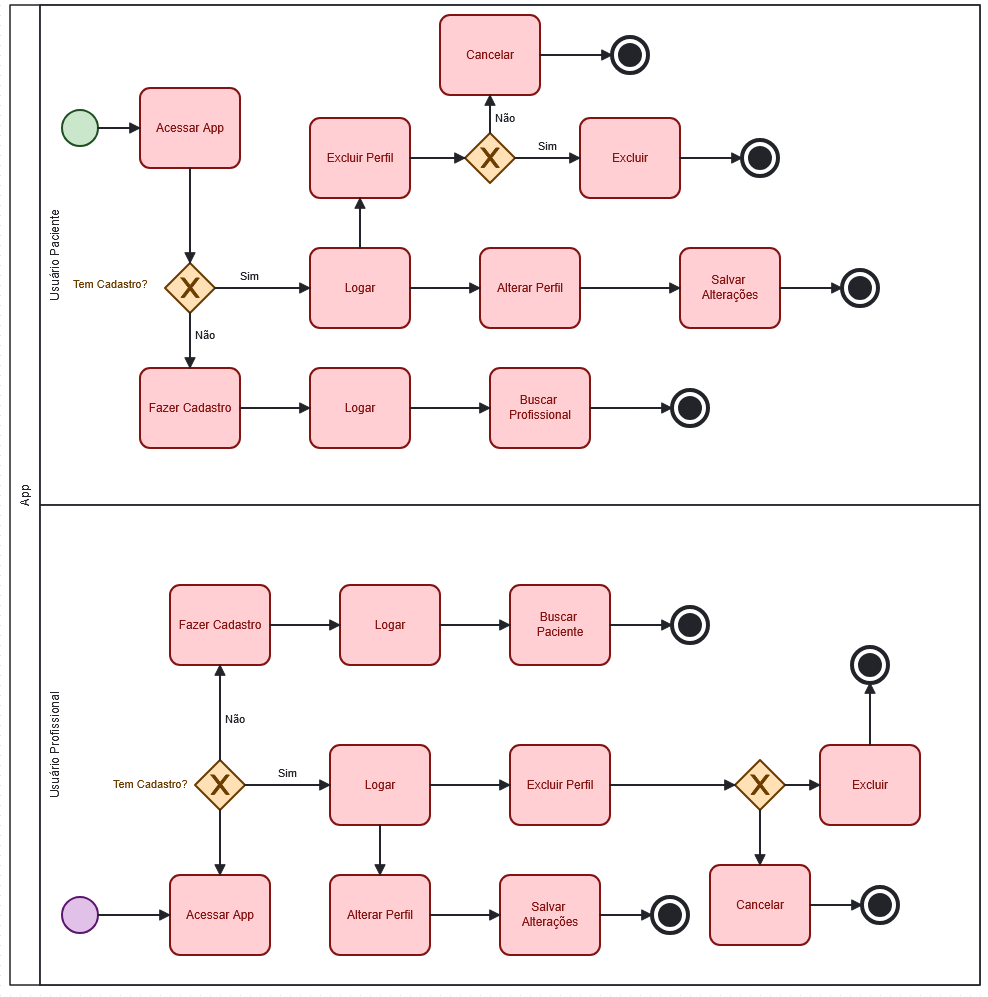 App
Usuário Paciente
Cancelar
Não
Acessar App
Excluir Perfil
X
Sim
Excluir
Tem Cadastro?
X
Sim
Logar
Alterar Perfil
Salvar
Alterações
Não
Fazer Cadastro
Logar
Buscar
Profissional
Usuário Profissional
Fazer Cadastro
Logar
Buscar
Paciente
Não
Tem Cadastro?
X
Sim
Logar
Excluir Perfil
X
Excluir
Acessar App
Alterar Perfil
Salvar
Alterações
Cancelar